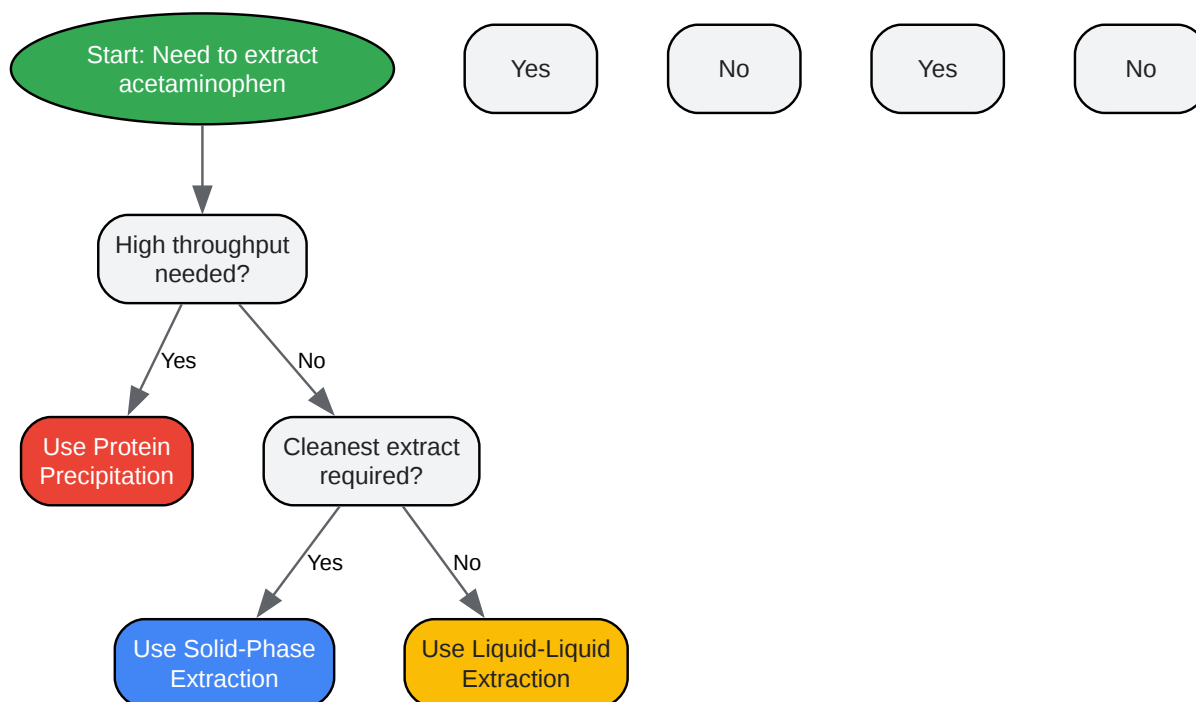 Start: Need to extract
acetaminophen
Yes
No
Yes
No
High throughput
needed?
Yes
No
Use Protein
Precipitation
Cleanest extract
required?
Yes
No
Use Solid-Phase
Extraction
Use Liquid-Liquid
Extraction